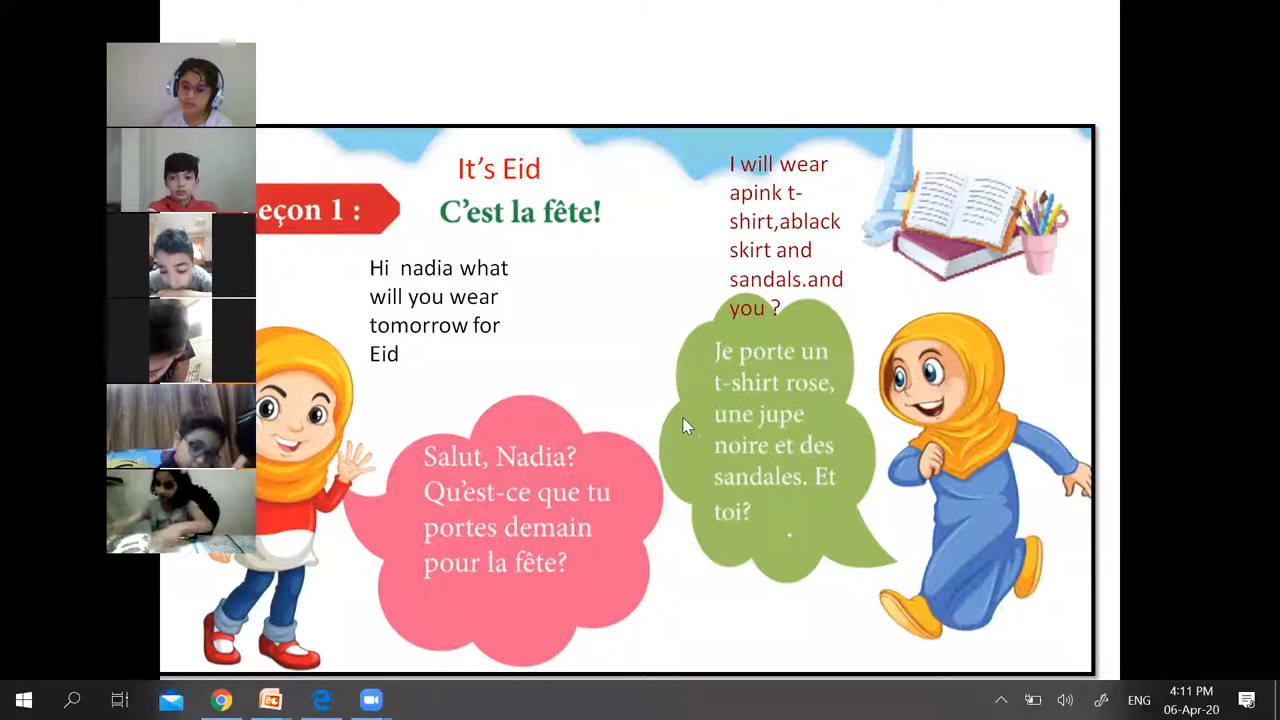 It's Eid
eçon 1 :
C'est la fête!
Hi nadia what
will you wear
tomorrow for
Eid
I will wear
apink t-
shirt,ablack
skirt and
sandals.and
you ?
Salut, Nadia?
Qu'est-ce que tu
portes demain
pour la fête?
Je porte un
t-shirt rose,
une jupe
noire et des
sandales. Et
toi?
.
ENG
4:11 PM
06-Apr-20